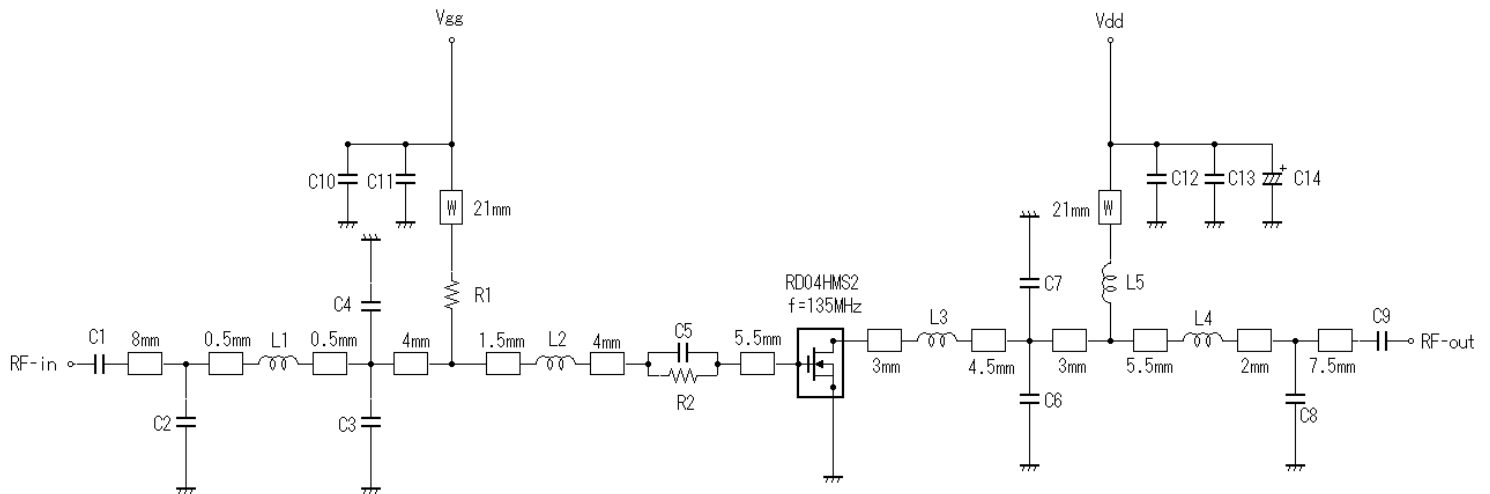 Vgg
Vdd
C10
C11
W
21mm
21mm
W
C12
C13
+
C14
C4
R1
RD04HMS2
f=135MHz
C7
L5
RF-in
C1
8mm
0.5mm
L1
0.5mm
4mm
1.5mm
L2
4mm
C5
R2
5.5mm
3mm
L3
4.5mm
3mm
5.5mm
L4
2mm
7.5mm
C9
RF-out
C2
C3
C6
C8